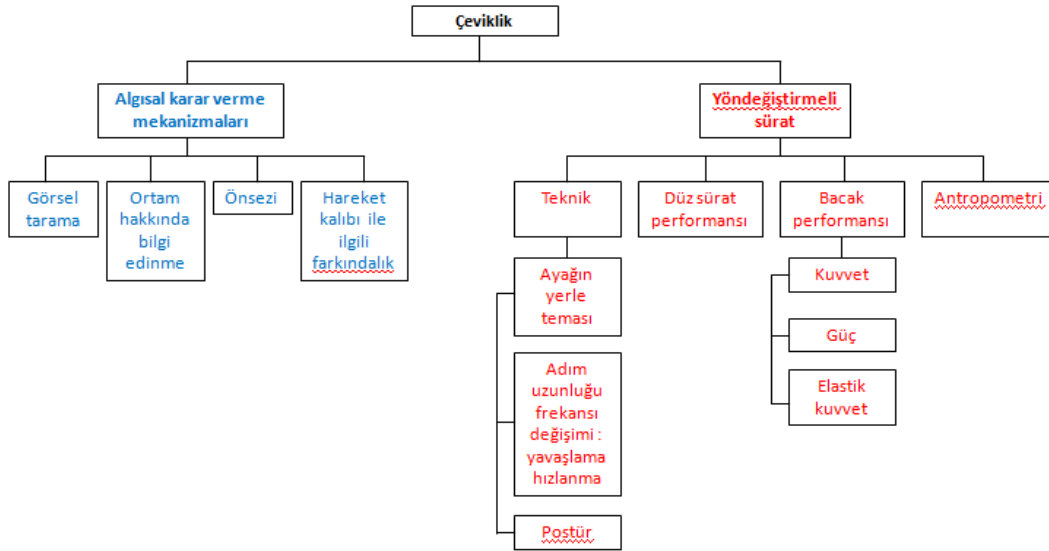 Çeviklik
Algısal karar verme
mekanizmaları
Yöndeğiştirmeli
sürat
Görsel
tarama
Ortam
hakkında
bilgi
edinme
Önsezi
Hareket
kalıbı ile
ilgili
farkındalık
Teknik
Düz sürat
performansı
Bacak
performansı
Antropometri
Ayağın
yerle
teması
Adım
uzunluğu
frekansı
değişimi :
yavaşlama
hızlanma
Postür
Kuvvet
Güç
Elastik
kuvvet